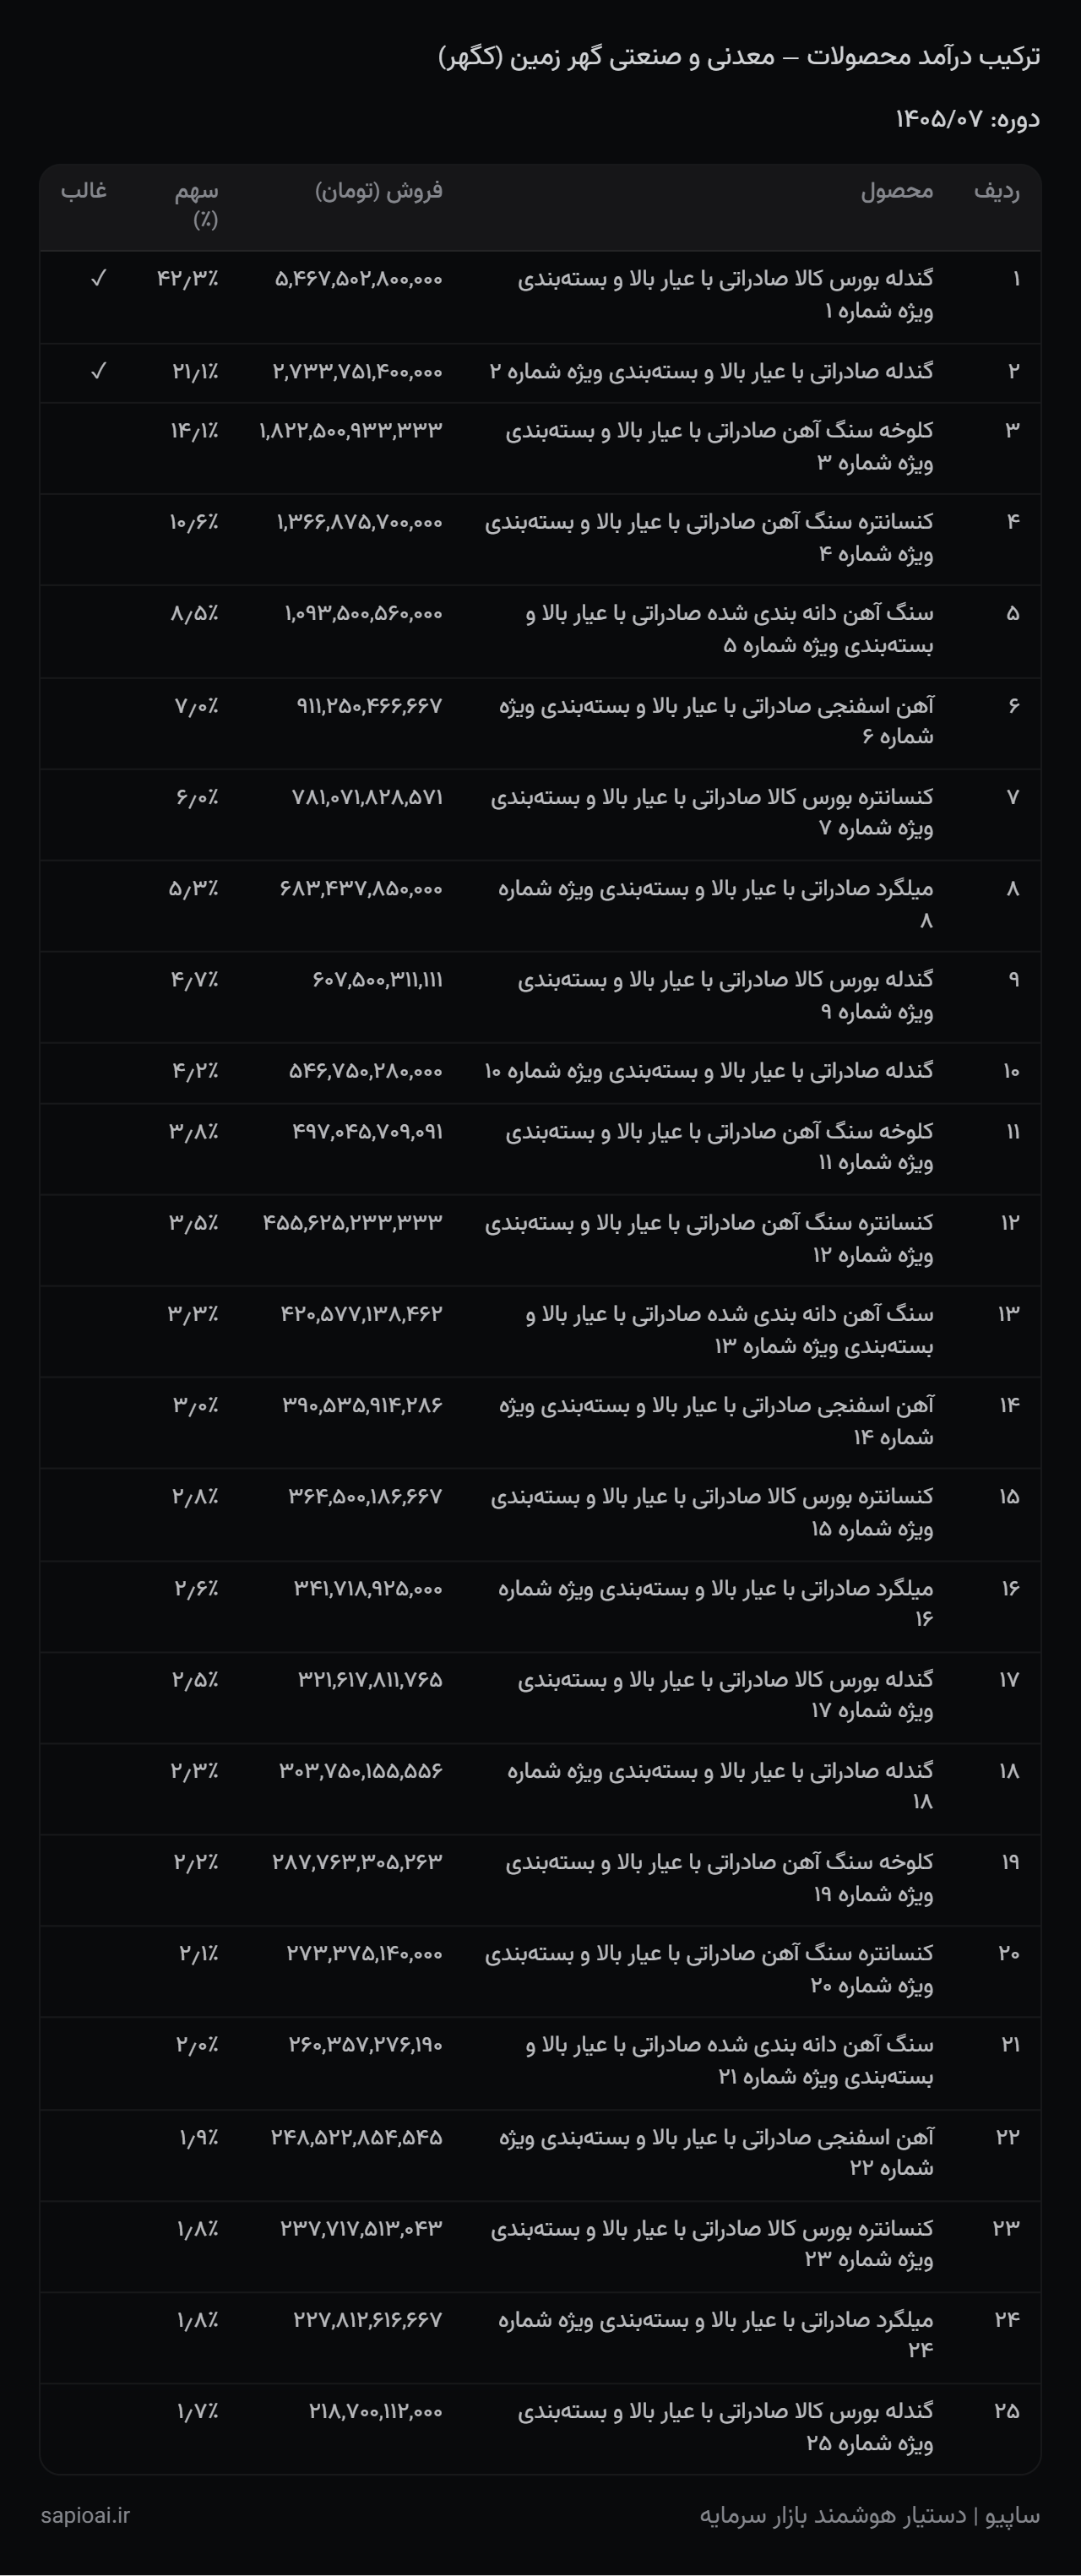 ترکیب درآمد محصولات – معدنی و صنعتی گهر زمین (کگهر)
دوره: ۱۴۰۵/۰۷
ردیف محصول فروش (تومان) سهم (٪) غالب
۱ گندله بورس کالا صادراتی با عیار بالا و بسته‌بندی ۵,۴۶۷,۵۰۲,۸۰۰,۰۰۰ ۴۲٫۳٪ ✓
ویژه شماره ۱
۲ گندله صادراتی با عیار بالا و بسته‌بندی ویژه شماره ۲ ۲,۷۳۳,۷۵۱,۴۰۰,۰۰۰ ۲۱٫۱٪ ✓
۳ کلوخه سنگ آهن صادراتی با عیار بالا و بسته‌بندی ۱,۸۲۲,۵۰۰,۹۳۳,۳۳۳ ۱۴٫۱٪
ویژه شماره ۳
۴ کنسانتره سنگ آهن صادراتی با عیار بالا و بسته‌بندی ۱,۳۶۶,۸۷۵,۷۰۰,۰۰۰ ۱۰٫۶٪
ویژه شماره ۴
۵ سنگ آهن دانه بندی شده صادراتی با عیار بالا و ۱,۰۹۳,۵۰۰,۵۶۰,۰۰۰ ۸٫۵٪
بسته‌بندی ویژه شماره ۵
۶ آهن اسفنجی صادراتی با عیار بالا و بسته‌بندی ویژه ۹۱۱,۲۵۰,۴۶۶,۶۶۷ ۷٫۰٪
شماره ۶
۷ کنسانتره بورس کالا صادراتی با عیار بالا و بسته‌بندی ۷۸۱,۰۷۱,۸۲۸,۵۷۱ ۶٫۰٪
ویژه شماره ۷
۸ میلگرد صادراتی با عیار بالا و بسته‌بندی ویژه شماره ۶۸۳,۴۳۷,۸۵۰,۰۰۰ ۵٫۳٪
۸
۹ گندله بورس کالا صادراتی با عیار بالا و بسته‌بندی ۶۰۷,۵۰۰,۳۱۱,۱۱۱ ۴٫۷٪
ویژه شماره ۹
۱۰ گندله صادراتی با عیار بالا و بسته‌بندی ویژه شماره ۱۰ ۵۴۶,۷۵۰,۲۸۰,۰۰۰ ۴٫۲٪
۱۱ کلوخه سنگ آهن صادراتی با عیار بالا و بسته‌بندی ۴۹۷,۰۴۵,۷۰۹,۰۹۱ ۳٫۸٪
ویژه شماره ۱۱
۱۲ کنسانتره سنگ آهن صادراتی با عیار بالا و بسته‌بندی ۴۵۵,۶۲۵,۲۳۳,۳۳۳ ۳٫۵٪
ویژه شماره ۱۲
۱۳ سنگ آهن دانه بندی شده صادراتی با عیار بالا و ۴۲۰,۵۷۷,۱۳۸,۴۶۲ ۳٫۳٪
بسته‌بندی ویژه شماره ۱۳
۱۴ آهن اسفنجی صادراتی با عیار بالا و بسته‌بندی ویژه ۳۹۰,۵۳۵,۹۱۴,۲۸۶ ۳٫۰٪
شماره ۱۴
۱۵ کنسانتره بورس کالا صادراتی با عیار بالا و بسته‌بندی ۳۶۴,۵۰۰,۱۸۶,۶۶۷ ۲٫۸٪
ویژه شماره ۱۵
۱۶ میلگرد صادراتی با عیار بالا و بسته‌بندی ویژه شماره ۳۴۱,۷۱۸,۹۲۵,۰۰۰ ۲٫۶٪
۱۶
۱۷ گندله بورس کالا صادراتی با عیار بالا و بسته‌بندی ۳۲۱,۶۱۷,۸۱۱,۷۶۵ ۲٫۵٪
ویژه شماره ۱۷
۱۸ گندله صادراتی با عیار بالا و بسته‌بندی ویژه شماره ۳۰۳,۷۵۰,۱۵۵,۵۵۶ ۲٫۳٪
۱۸
۱۹ کلوخه سنگ آهن صادراتی با عیار بالا و بسته‌بندی ۲۸۷,۷۶۳,۳۰۵,۲۶۳ ۲٫۲٪
ویژه شماره ۱۹
۲۰ کنسانتره سنگ آهن صادراتی با عیار بالا و بسته‌بندی ۲۷۳,۳۷۵,۱۴۰,۰۰۰ ۲٫۱٪
ویژه شماره ۲۰
۲۱ سنگ آهن دانه بندی شده صادراتی با عیار بالا و ۲۶۰,۳۵۷,۲۷۶,۱۹۰ ۲٫۰٪
بسته‌بندی ویژه شماره ۲۱
۲۲ آهن اسفنجی صادراتی با عیار بالا و بسته‌بندی ویژه ۲۴۸,۵۲۲,۸۵۴,۵۴۵ ۱٫۹٪
شماره ۲۲
۲۳ کنسانتره بورس کالا صادراتی با عیار بالا و بسته‌بندی ۲۳۷,۷۱۷,۵۱۳,۰۴۳ ۱٫۸٪
ویژه شماره ۲۳
۲۴ میلگرد صادراتی با عیار بالا و بسته‌بندی ویژه شماره ۲۲۷,۸۱۲,۶۱۶,۶۶۷ ۱٫۸٪
۲۴
۲۵ گندله بورس کالا صادراتی با عیار بالا و بسته‌بندی ۲۱۸,۷۰۰,۱۱۲,۰۰۰ ۱٫۷٪
ویژه شماره ۲۵
ساپیو | دستیار هوشمند بازار سرمایه sapioai.ir